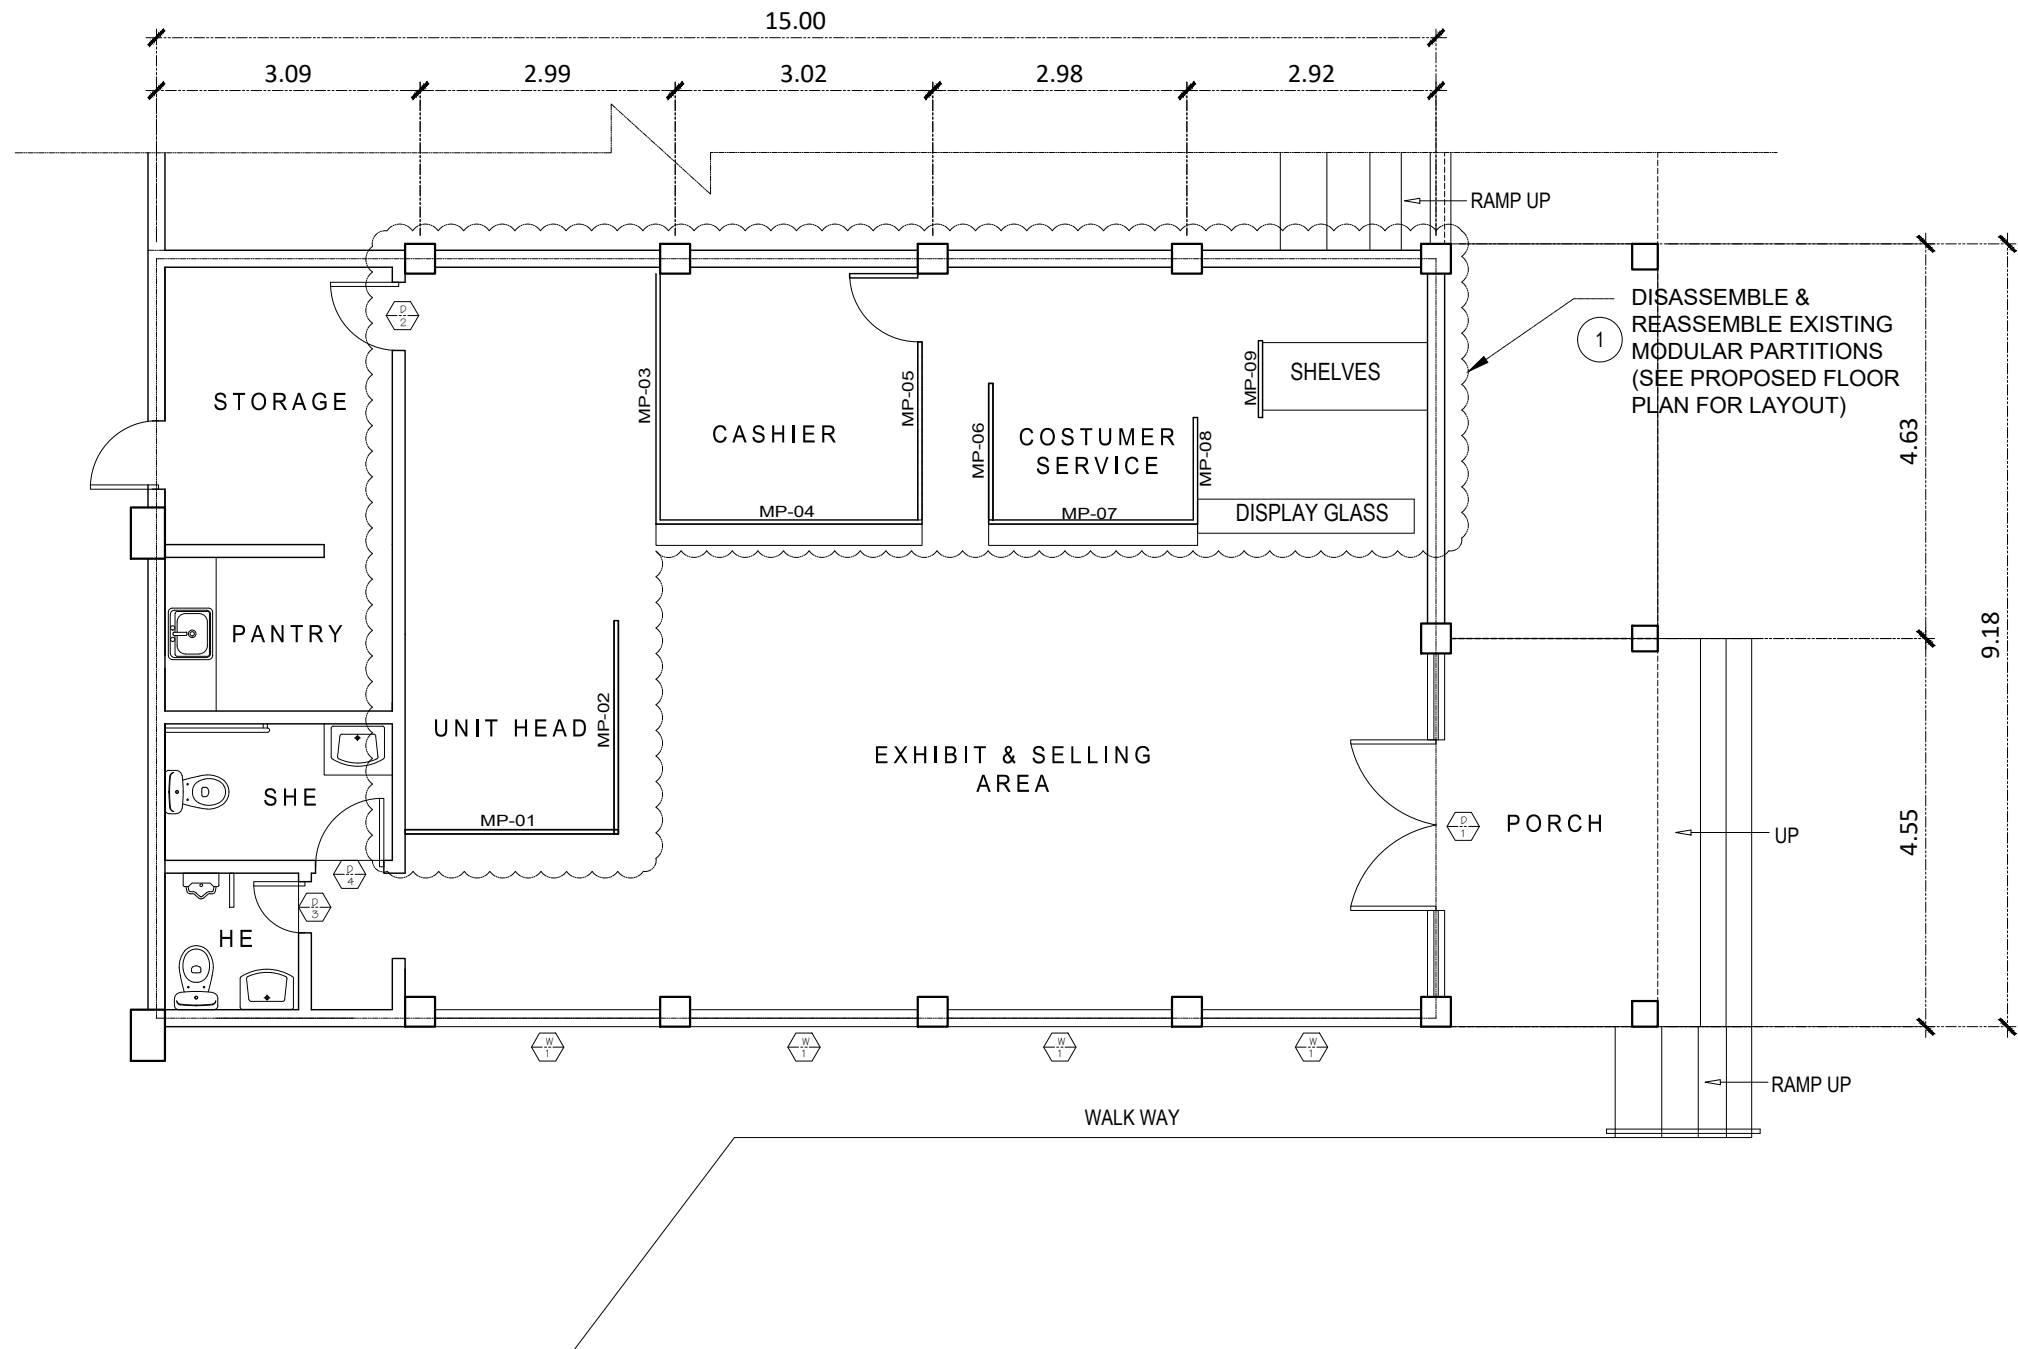 15.00
3.09
2.99
3.02
2.98
2.92
RAMP UP
DISASSEMBLE &
REASSEMBLE EXISTING
MODULAR PARTITIONS
(SEE PROPOSED FLOOR
PLAN FOR LAYOUT)
1
D
2
STORAGE
MP-03
CASHIER
MP-05
MP-04
MP-06
COSTUMER
SERVICE
MP-07
MP-08
MP-09
SHELVES
DISPLAY GLASS
4.63
9.18
4.55
PANTRY
UNIT HEAD
MP-02
MP-01
EXHIBIT & SELLING
AREA
SHE
D
4
D
3
HE
D
1
PORCH
UP
W
1
W
1
W
1
W
1
RAMP UP
WALK WAY